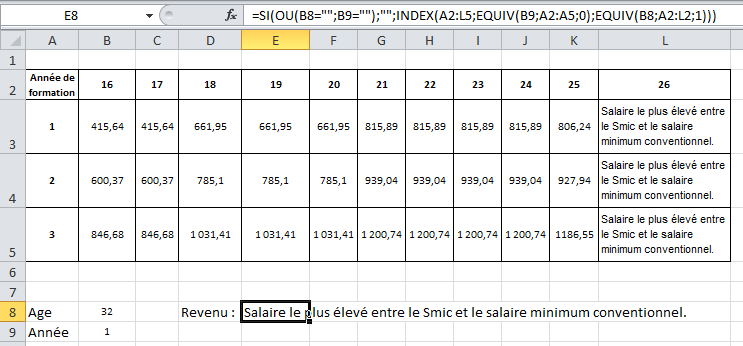 E8 fx =SI(OU(B8="";B9="");"";INDEX(A2:L5;EQUIV(B9;A2:A5;0);EQUIV(B8;A2:L2;1)))
A B C D E F G H I J K L
1
2 Année de formation 16 17 18 19 20 21 22 23 24 25 26
3 1 415,64 415,64 661,95 661,95 661,95 815,89 815,89 815,89 815,89 806,24 Salaire le plus élevé entre le Smic et le salaire minimum conventionnel.
4 2 600,37 600,37 785,1 785,1 785,1 939,04 939,04 939,04 939,04 927,94 Salaire le plus élevé entre le Smic et le salaire minimum conventionnel.
5 3 846,68 846,68 1 031,41 1 031,41 1 031,41 1 200,74 1 200,74 1 200,74 1 200,74 1186,55 Salaire le plus élevé entre le Smic et le salaire minimum conventionnel.
6
7
8 Age 32 Revenu : Salaire le plus élevé entre le Smic et le salaire minimum conventionnel.
9 Année 1